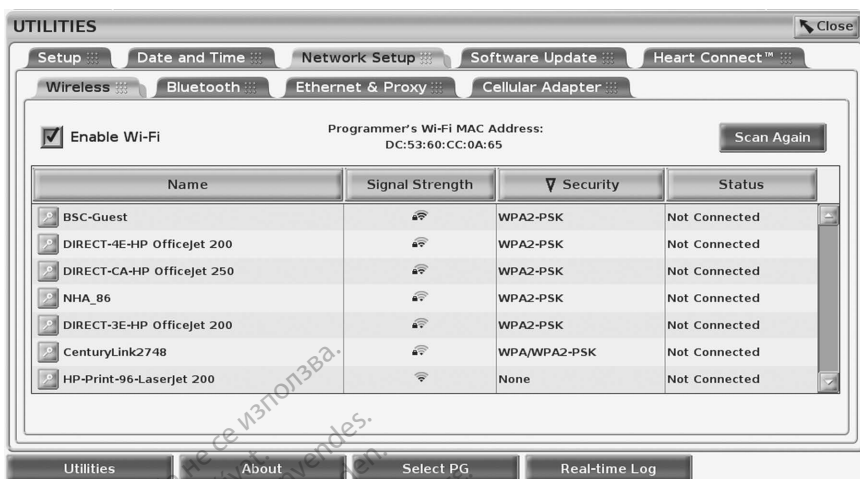 UTILITIES
Close
Setup
Date and Time
Network Setup
Software Update
Heart Connect™
Wireless
Bluetooth
Ethernet & Proxy
Cellular Adapter
Enable Wi-Fi
Programmer's Wi-Fi MAC Address:
DC:53:60:CC:0A:65
Scan Again
Name Signal Strength Security Status
BSC-Guest WPA2-PSK Not Connected
DIRECT-4E-HP OfficeJet 200 WPA2-PSK Not Connected
DIRECT-CA-HP OfficeJet 250 WPA2-PSK Not Connected
NHA_86 WPA2-PSK Not Connected
DIRECT-3E-HP OfficeJet 200 WPA2-PSK Not Connected
CenturyLink2748 WPA/WPA2-PSK Not Connected
HP-Print-96-LaserJet 200 None Not Connected
не се използва.
Utilities
About
Select PG
Real-time Log